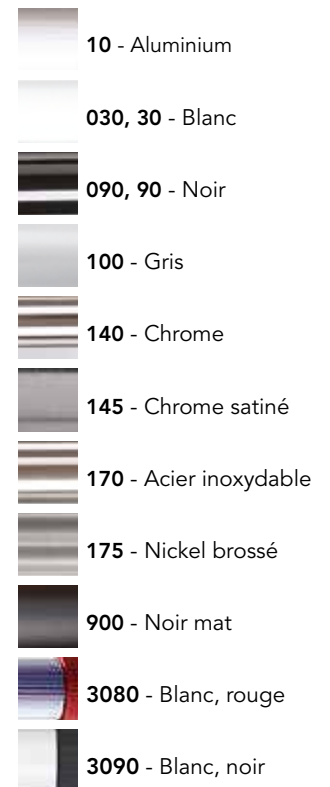 10 - Aluminium
030, 30 - Blanc
090, 90 - Noir
100 - Gris
140 - Chrome
145 - Chrome satiné
170 - Acier inoxydable
175 - Nickel brossé
900 - Noir mat
3080 - Blanc, rouge
3090 - Blanc, noir